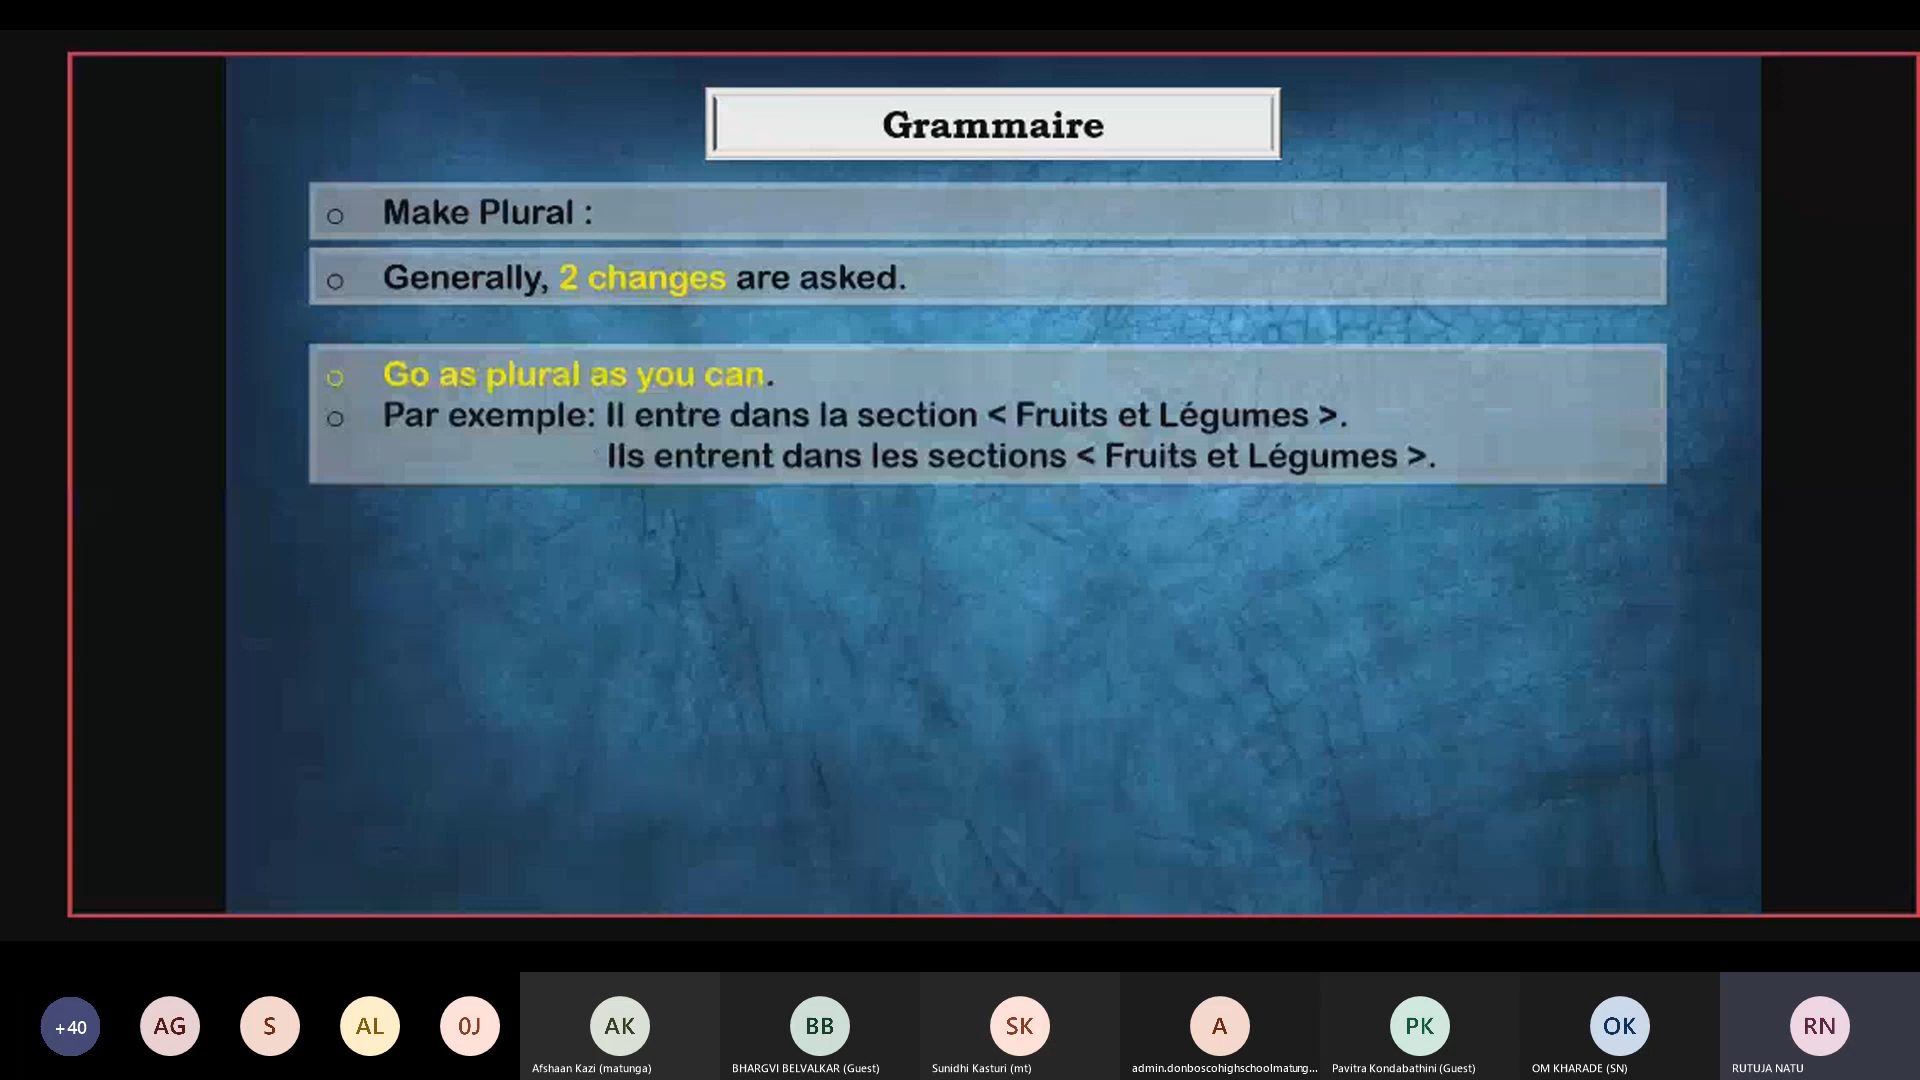 Grammaire
Make Plural :
Generally, 2 changes are asked.
Go as plural as you can.
Par exemple: Il entre dans la section < Fruits et Légumes >.
Ils entrent dans les sections < Fruits et Légumes >.
+40
AG
S
AL
0J
AK
BB
SK
A
PK
OK
RN
Afshaan Kazi (matunga)
BHARGVI BELVALKAR (Guest)
Sunidhi Kasturi (mt)
admin.donboscohighschoolmatung...
Pavitra Kondabathini (Guest)
OM KHARADE (SN)
RUTUJA NATU